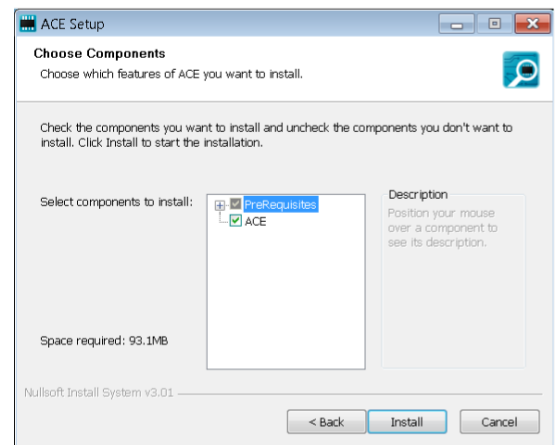 ACE Setup
Choose Components
Choose which features of ACE you want to install.
Check the components you want to install and uncheck the components you don't want to
install. Click Install to start the installation.
Select components to install:
PreRequisites
ACE
Description
Position your mouse
over a component to
see its description.
Space required: 93.1MB
Nullsoft Install System v3.01
< Back
Install
Cancel